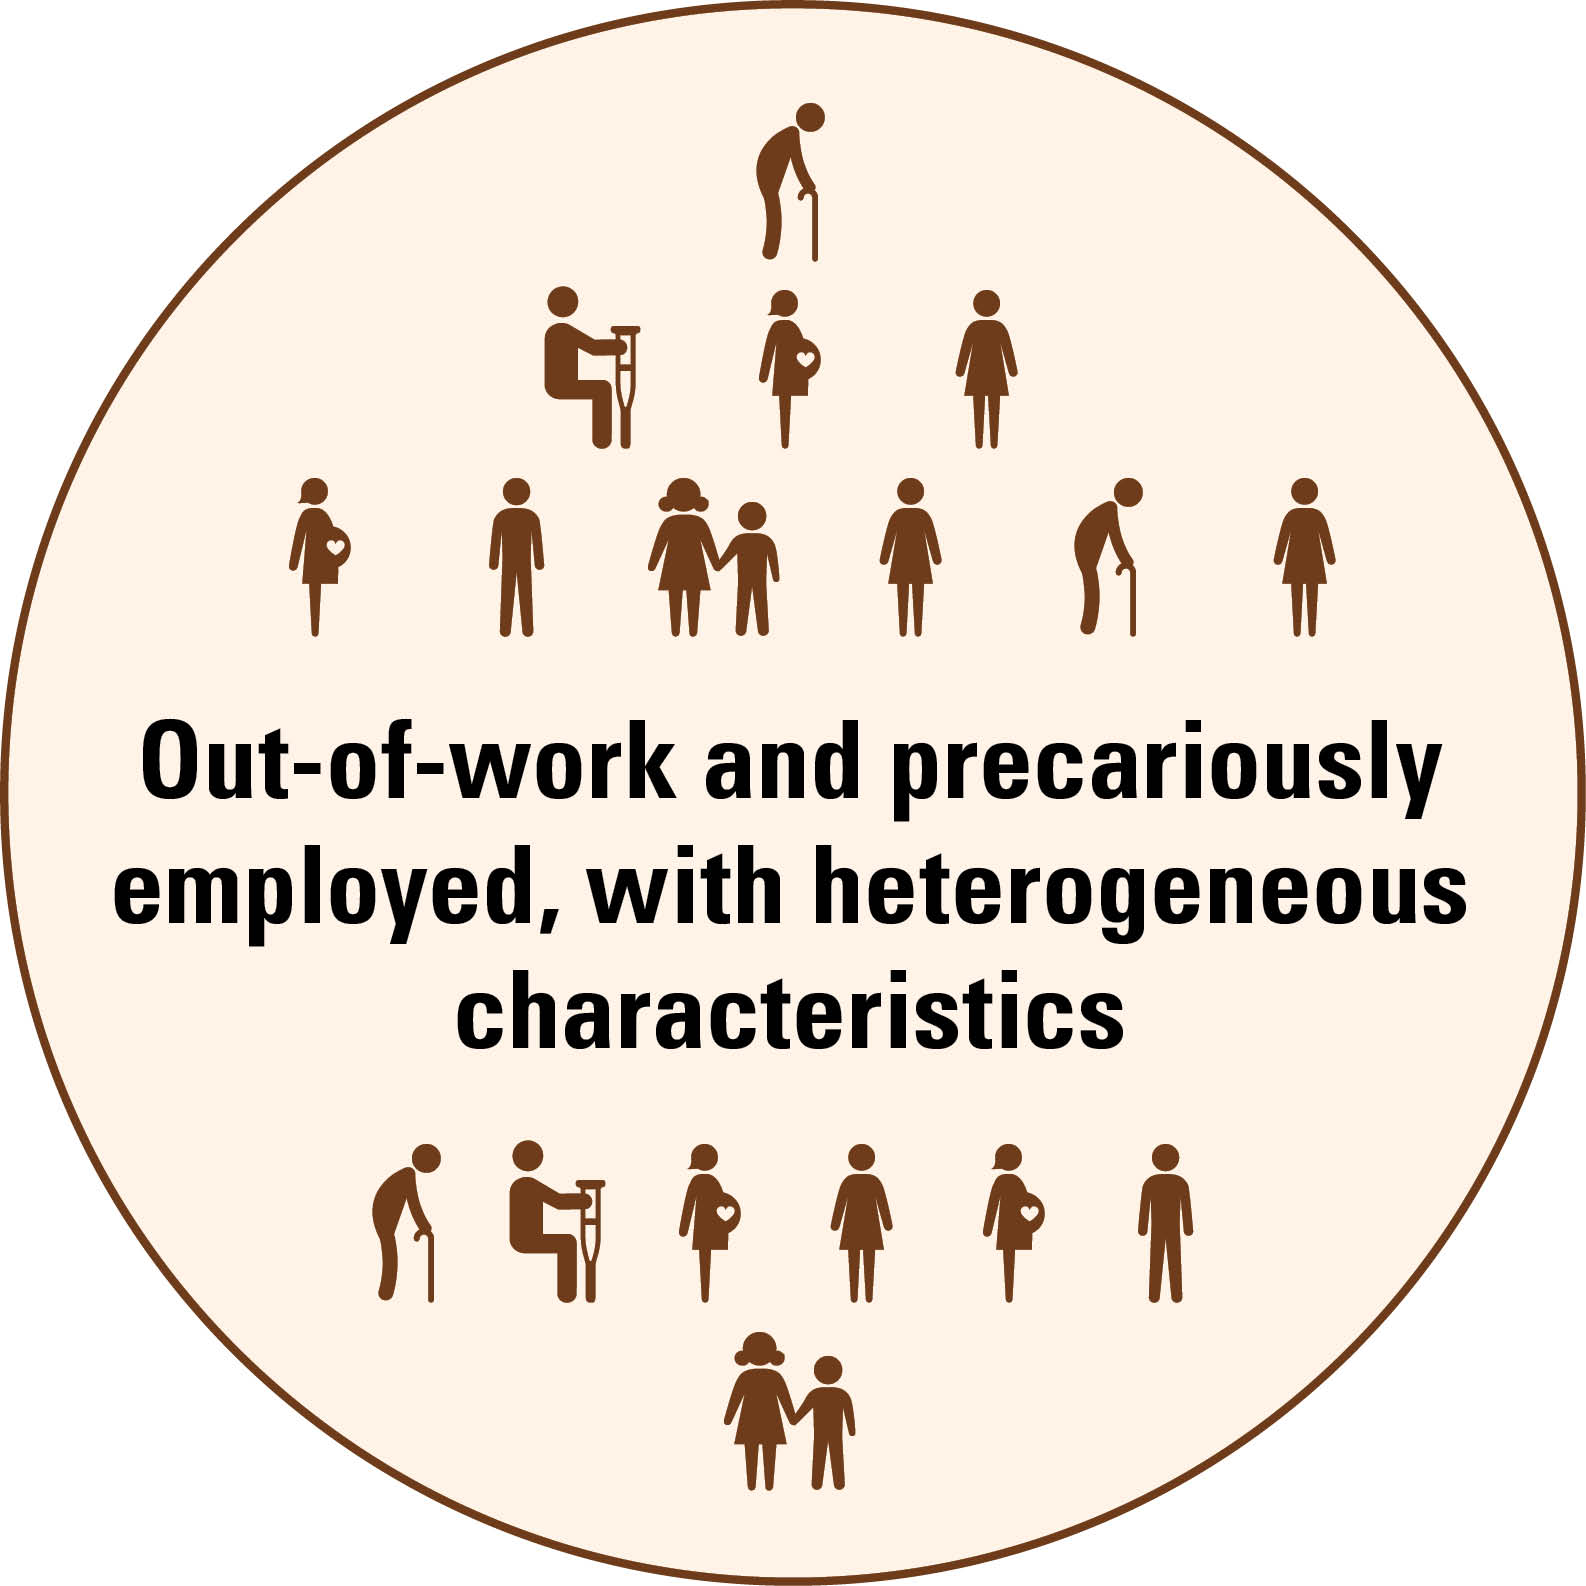 Out-of-work and precariously
employed, with heterogeneous
characteristics